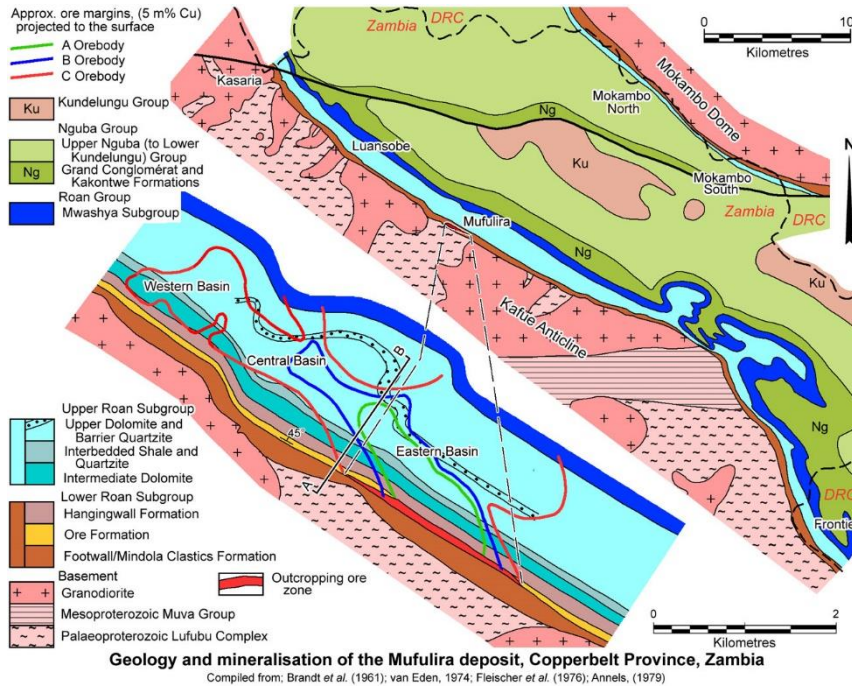 Approx. ore margins, (5 m% Cu)
projected to the surface
A Orebody
B Orebody
C Orebody
Ku
Kundelungu Group
Nguba Group
Upper Nguba (to Lower
Kundelungu) Group
Ng
Grand Conglomérat and
Kakontwe Formations
Roan Group
Mwashya Subgroup
Upper Roan Subgroup
Upper Dolomite and
Barrier Quartzite
Interbedded Shale and
Quartzite
Intermediate Dolomite
Lower Roan Subgroup
Hangingwall Formation
Ore Formation
Footwall/Mindola Clastics Formation
Basement
Granodiorite
Mesoproterozoic Muva Group
Palaeoproterozoic Lufubu Complex
Outcropping ore
zone
Zambia
DRC
0
10
Kilometres
Kasaria
Mokambo Dome
Mokambo
North
N
Ng
Ku
Luansobe
Mokambo
South
Zambia
DRC
Mufulira
Ng
Ku
Kafue Anticline
Ng
DRC
Frontier
Western Basin
Central Basin
B
Eastern Basin
45°
A
0
2
Kilometres
Geology and mineralisation of the Mufulira deposit, Copperbelt Province, Zambia
Compiled from; Brandt et al. (1961); van Eden, 1974; Fleischer et al. (1976); Annels, (1979)